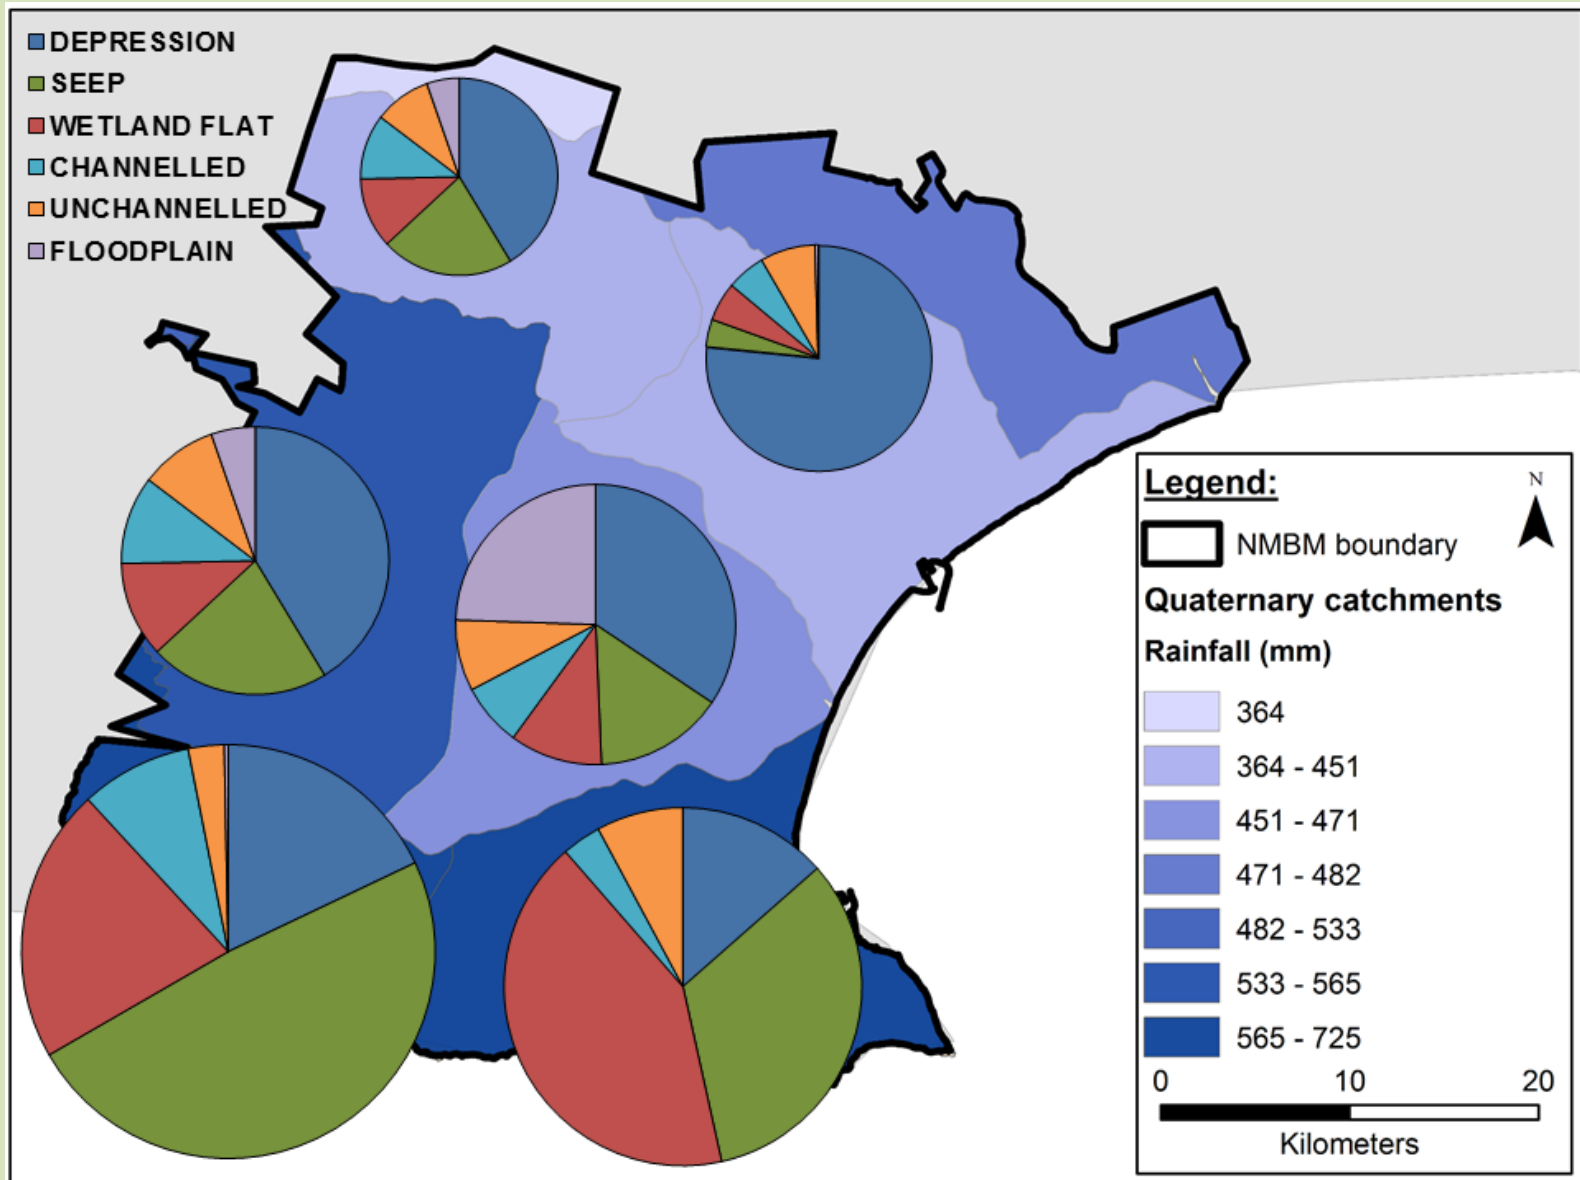 DEPRESSION
SEEP
WETLAND FLAT
CHANNELLED
UNCHANNELLED
FLOODPLAIN
Legend:
N
NMBM boundary
Quaternary catchments
Rainfall (mm)
364
364 - 451
451 - 471
471 - 482
482 - 533
533 - 565
565 - 725
0 10 20
Kilometers